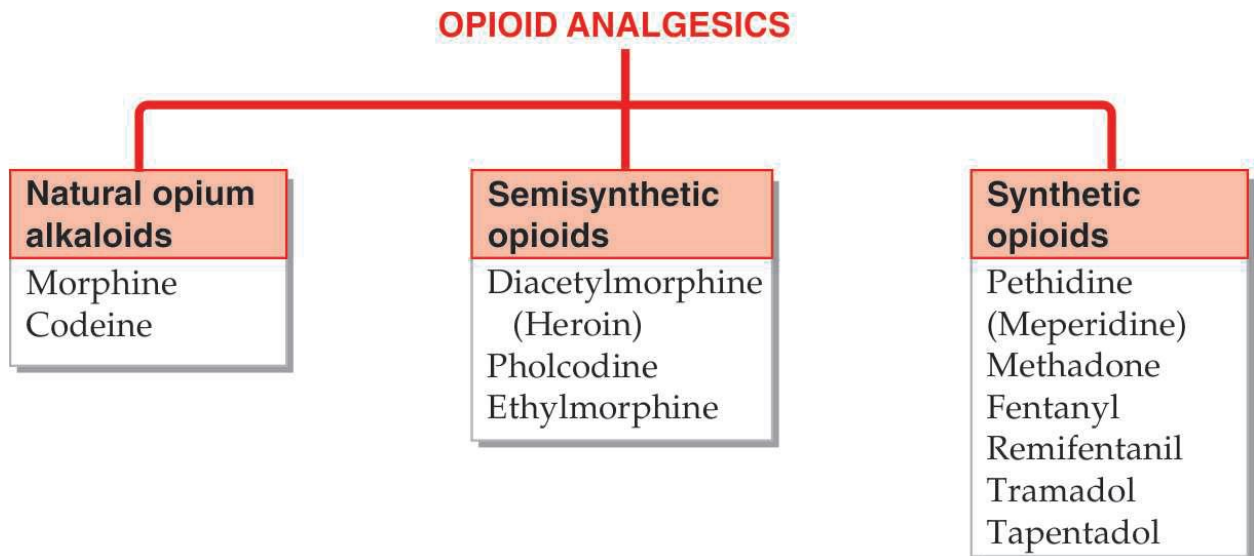 OPIOID ANALGESICS
Natural opium
alkaloids
Morphine
Codeine
Semisynthetic
opioids
Diacetylmorphine
(Heroin)
Pholcodine
Ethylmorphine
Synthetic
opioids
Pethidine
(Meperidine)
Methadone
Fentanyl
Remifentanil
Tramadol
Tapentadol